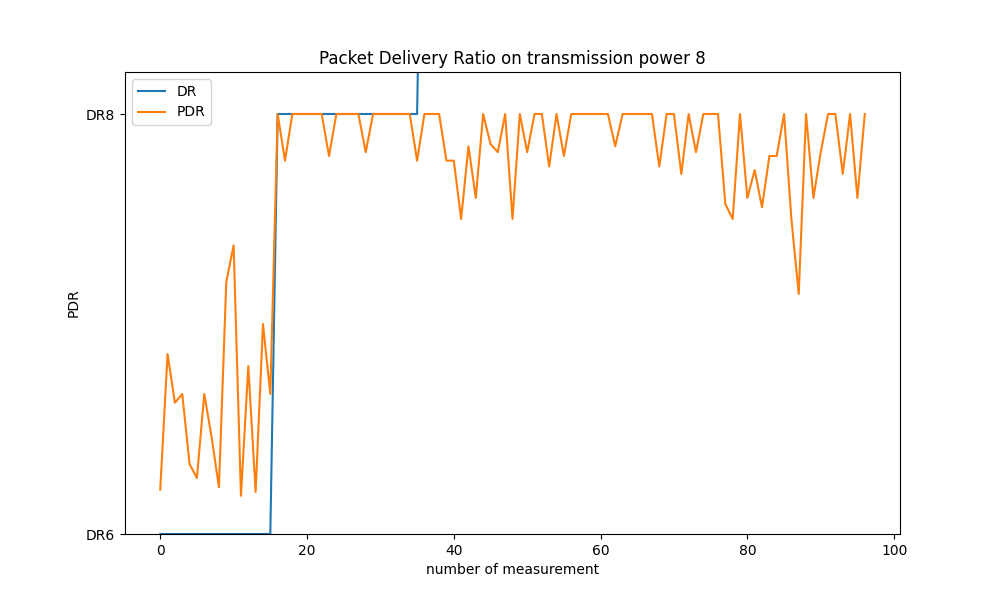 Packet Delivery Ratio on transmission power 8
DR
PDR
DR8
DR6
PDR
0
20
40
60
80
100
number of measurement